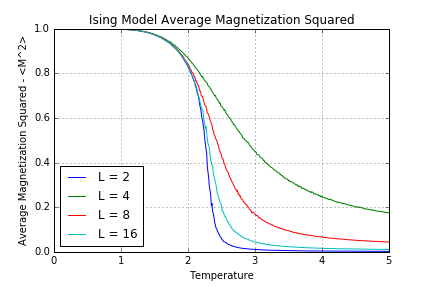 Ising Model Average Magnetization Squared
Average Magnetization Squared - <M^2>
1.0
0.8
0.6
0.4
0.2
0.0
L = 2
L = 4
L = 8
L = 16
0 1 2 3 4 5
Temperature